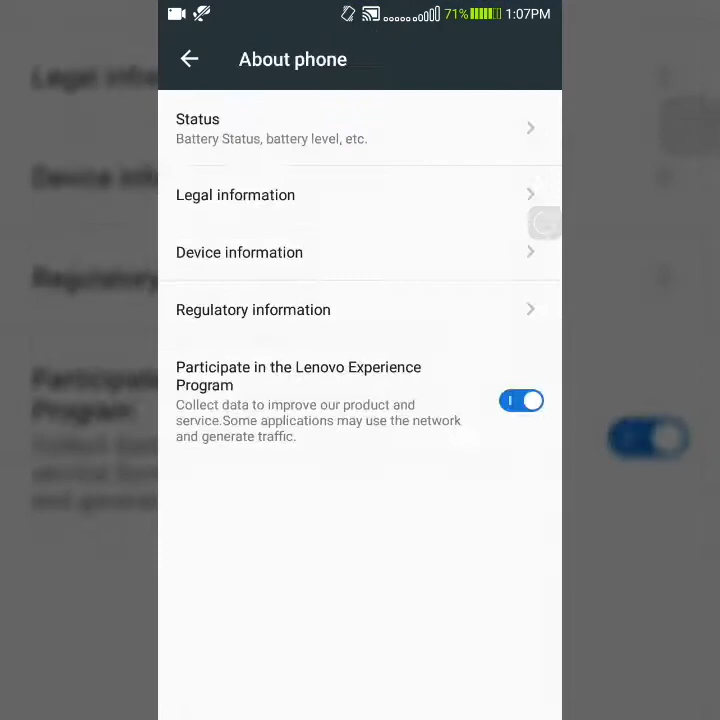 71% 1:07PM
About phone
Status
Battery Status, battery level, etc.
Legal information
Device information
Regulatory information
Participate in the Lenovo Experience
Program
Collect data to improve our product and
service.Some applications may use the network
and generate traffic.